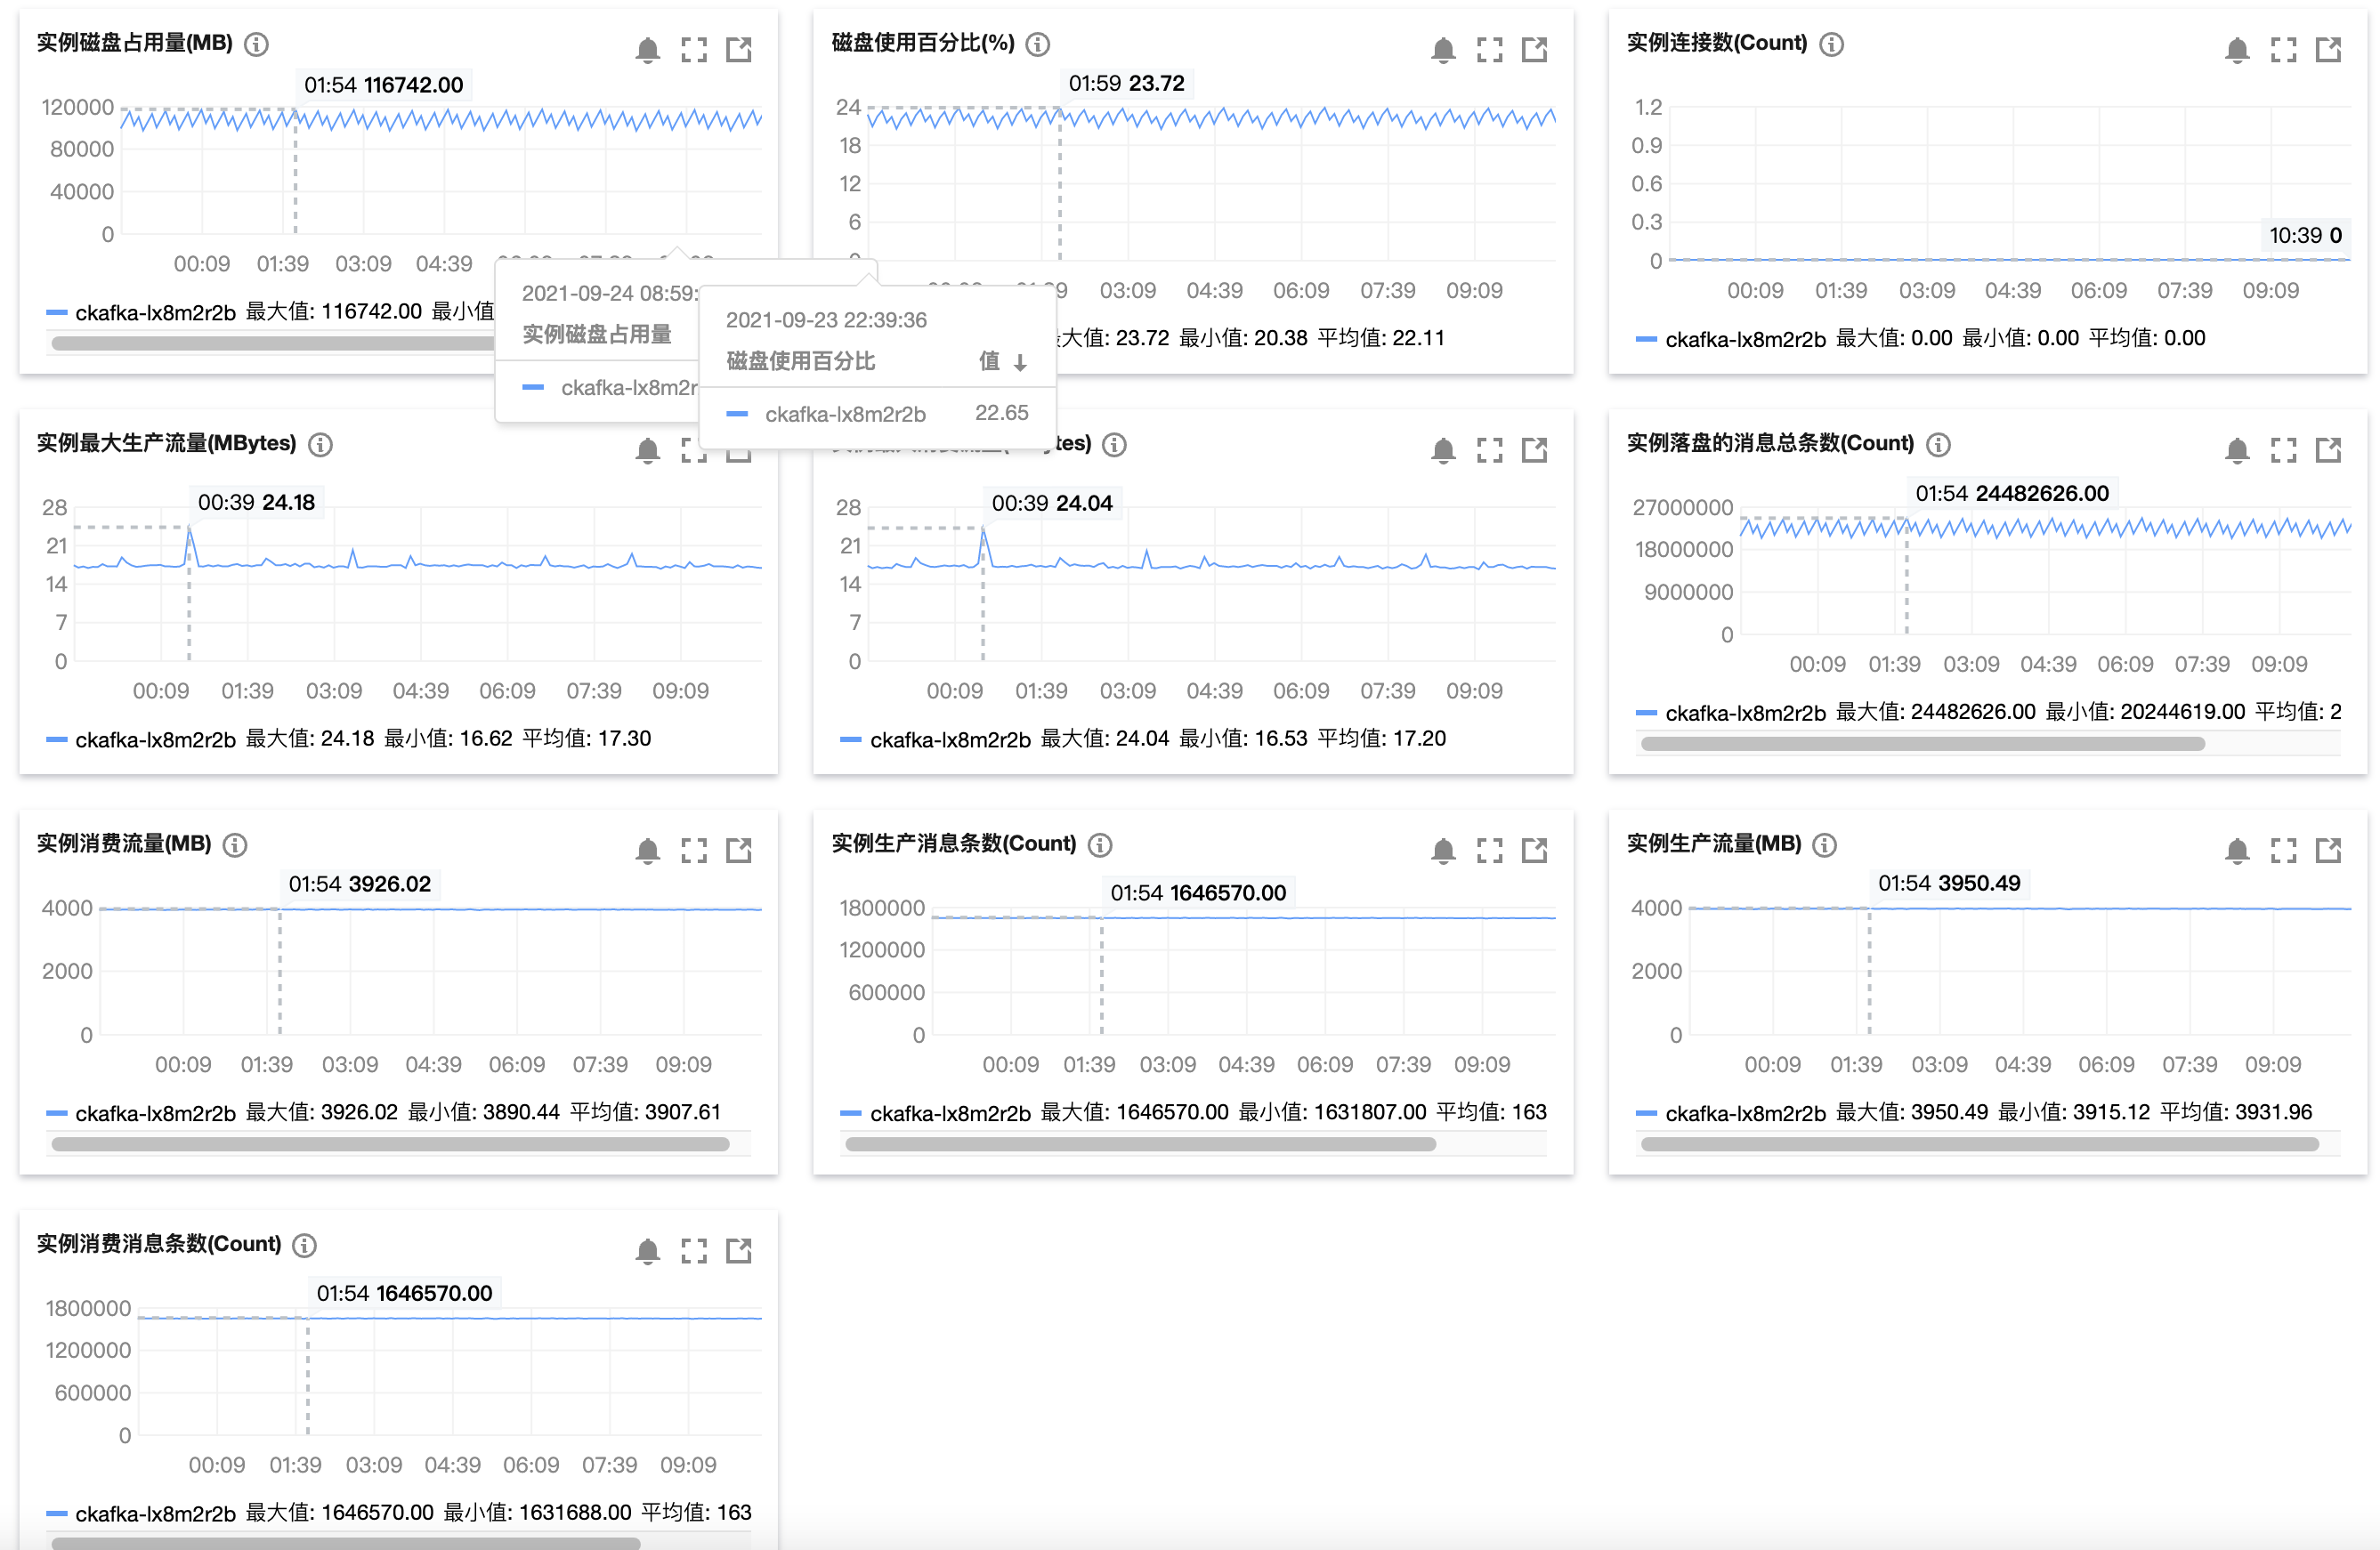 实例磁盘占用量(MB)
01:54 116742.00
120000
80000
40000
0
00:09 01:39 03:09 04:39
ckafka-lx8m2r2b 最大值: 116742.00 最小值
磁盘使用百分比(%)
01:59 23.72
24
18
12
6
03:09 04:39 06:09 07:39 09:09
最大值: 23.72 最小值: 20.38 平均值: 22.11
2021-09-24 08:59:
实例磁盘占用量
ckafka-lx8m2r
2021-09-23 22:39:36
磁盘使用百分比 值 ↓
ckafka-lx8m2r2b 22.65
实例连接数(Count)
1.2
0.9
0.6
0.3
0
10:39 0
00:09 01:39 03:09 04:39 06:09 07:39 09:09
ckafka-lx8m2r2b 最大值: 0.00 最小值: 0.00 平均值: 0.00
实例最大生产流量(MBytes)
00:39 24.18
28
21
14
7
0
00:09 01:39 03:09 04:39 06:09 07:39 09:09
ckafka-lx8m2r2b 最大值: 24.18 最小值: 16.62 平均值: 17.30
tes)
00:39 24.04
28
21
14
7
0
00:09 01:39 03:09 04:39 06:09 07:39 09:09
ckafka-lx8m2r2b 最大值: 24.04 最小值: 16.53 平均值: 17.20
实例落盘的消息总条数(Count)
01:54 24482626.00
27000000
18000000
9000000
0
00:09 01:39 03:09 04:39 06:09 07:39 09:09
ckafka-lx8m2r2b 最大值: 24482626.00 最小值: 20244619.00 平均值: 2
实例消费流量(MB)
01:54 3926.02
4000
2000
0
00:09 01:39 03:09 04:39 06:09 07:39 09:09
ckafka-lx8m2r2b 最大值: 3926.02 最小值: 3890.44 平均值: 3907.61
实例生产消息条数(Count)
01:54 1646570.00
1800000
1200000
600000
0
00:09 01:39 03:09 04:39 06:09 07:39 09:09
ckafka-lx8m2r2b 最大值: 1646570.00 最小值: 1631807.00 平均值: 163
实例生产流量(MB)
01:54 3950.49
4000
2000
0
00:09 01:39 03:09 04:39 06:09 07:39 09:09
ckafka-lx8m2r2b 最大值: 3950.49 最小值: 3915.12 平均值: 3931.96
实例消费消息条数(Count)
01:54 1646570.00
1800000
1200000
600000
0
00:09 01:39 03:09 04:39 06:09 07:39 09:09
ckafka-lx8m2r2b 最大值: 1646570.00 最小值: 1631688.00 平均值: 163